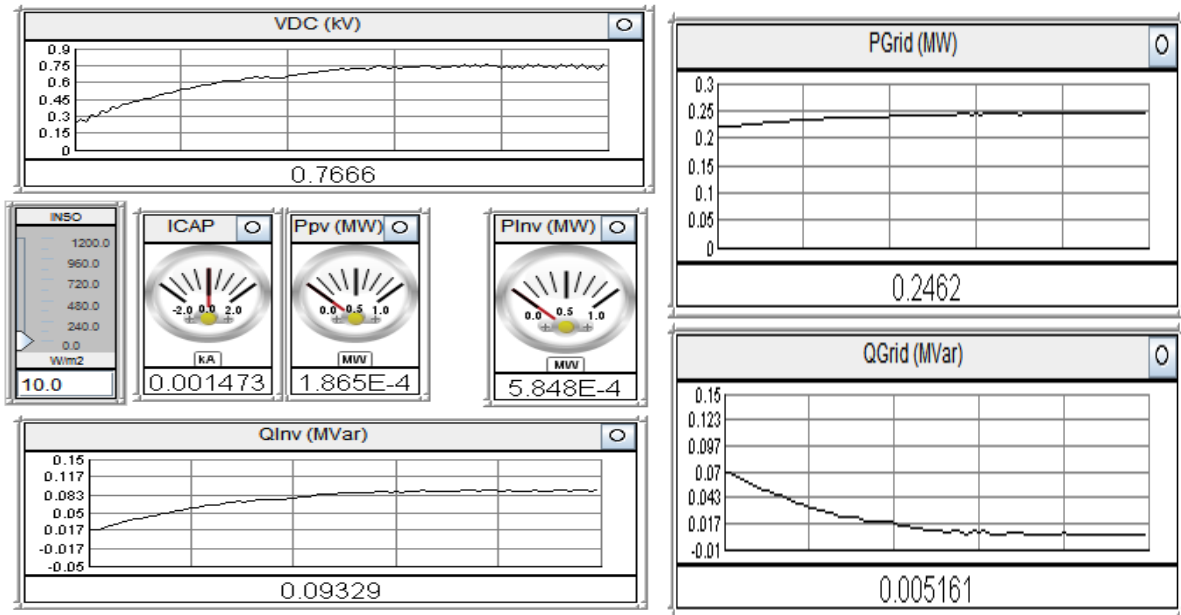 VDC (kV)
0.9
0.75
0.6
0.45
0.3
0.15
0
0.7666
PGrid (MW)
0.3
0.25
0.2
0.15
0.1
0.05
0
0.2462
INSO
1200.0
960.0
720.0
480.0
240.0
0.0
W/m2
10.0
ICAP
-2.0 0.0 2.0
kA
0.001473
Ppv (MW)
0.0 0.5 1.0
MW
1.865E-4
PInv (MW)
0.0 0.5 1.0
MW
5.848E-4
QInv (MVar)
0.15
0.117
0.083
0.05
0.017
-0.017
-0.05
0.09329
QGrid (MVar)
0.15
0.123
0.097
0.07
0.043
0.017
-0.01
0.005161